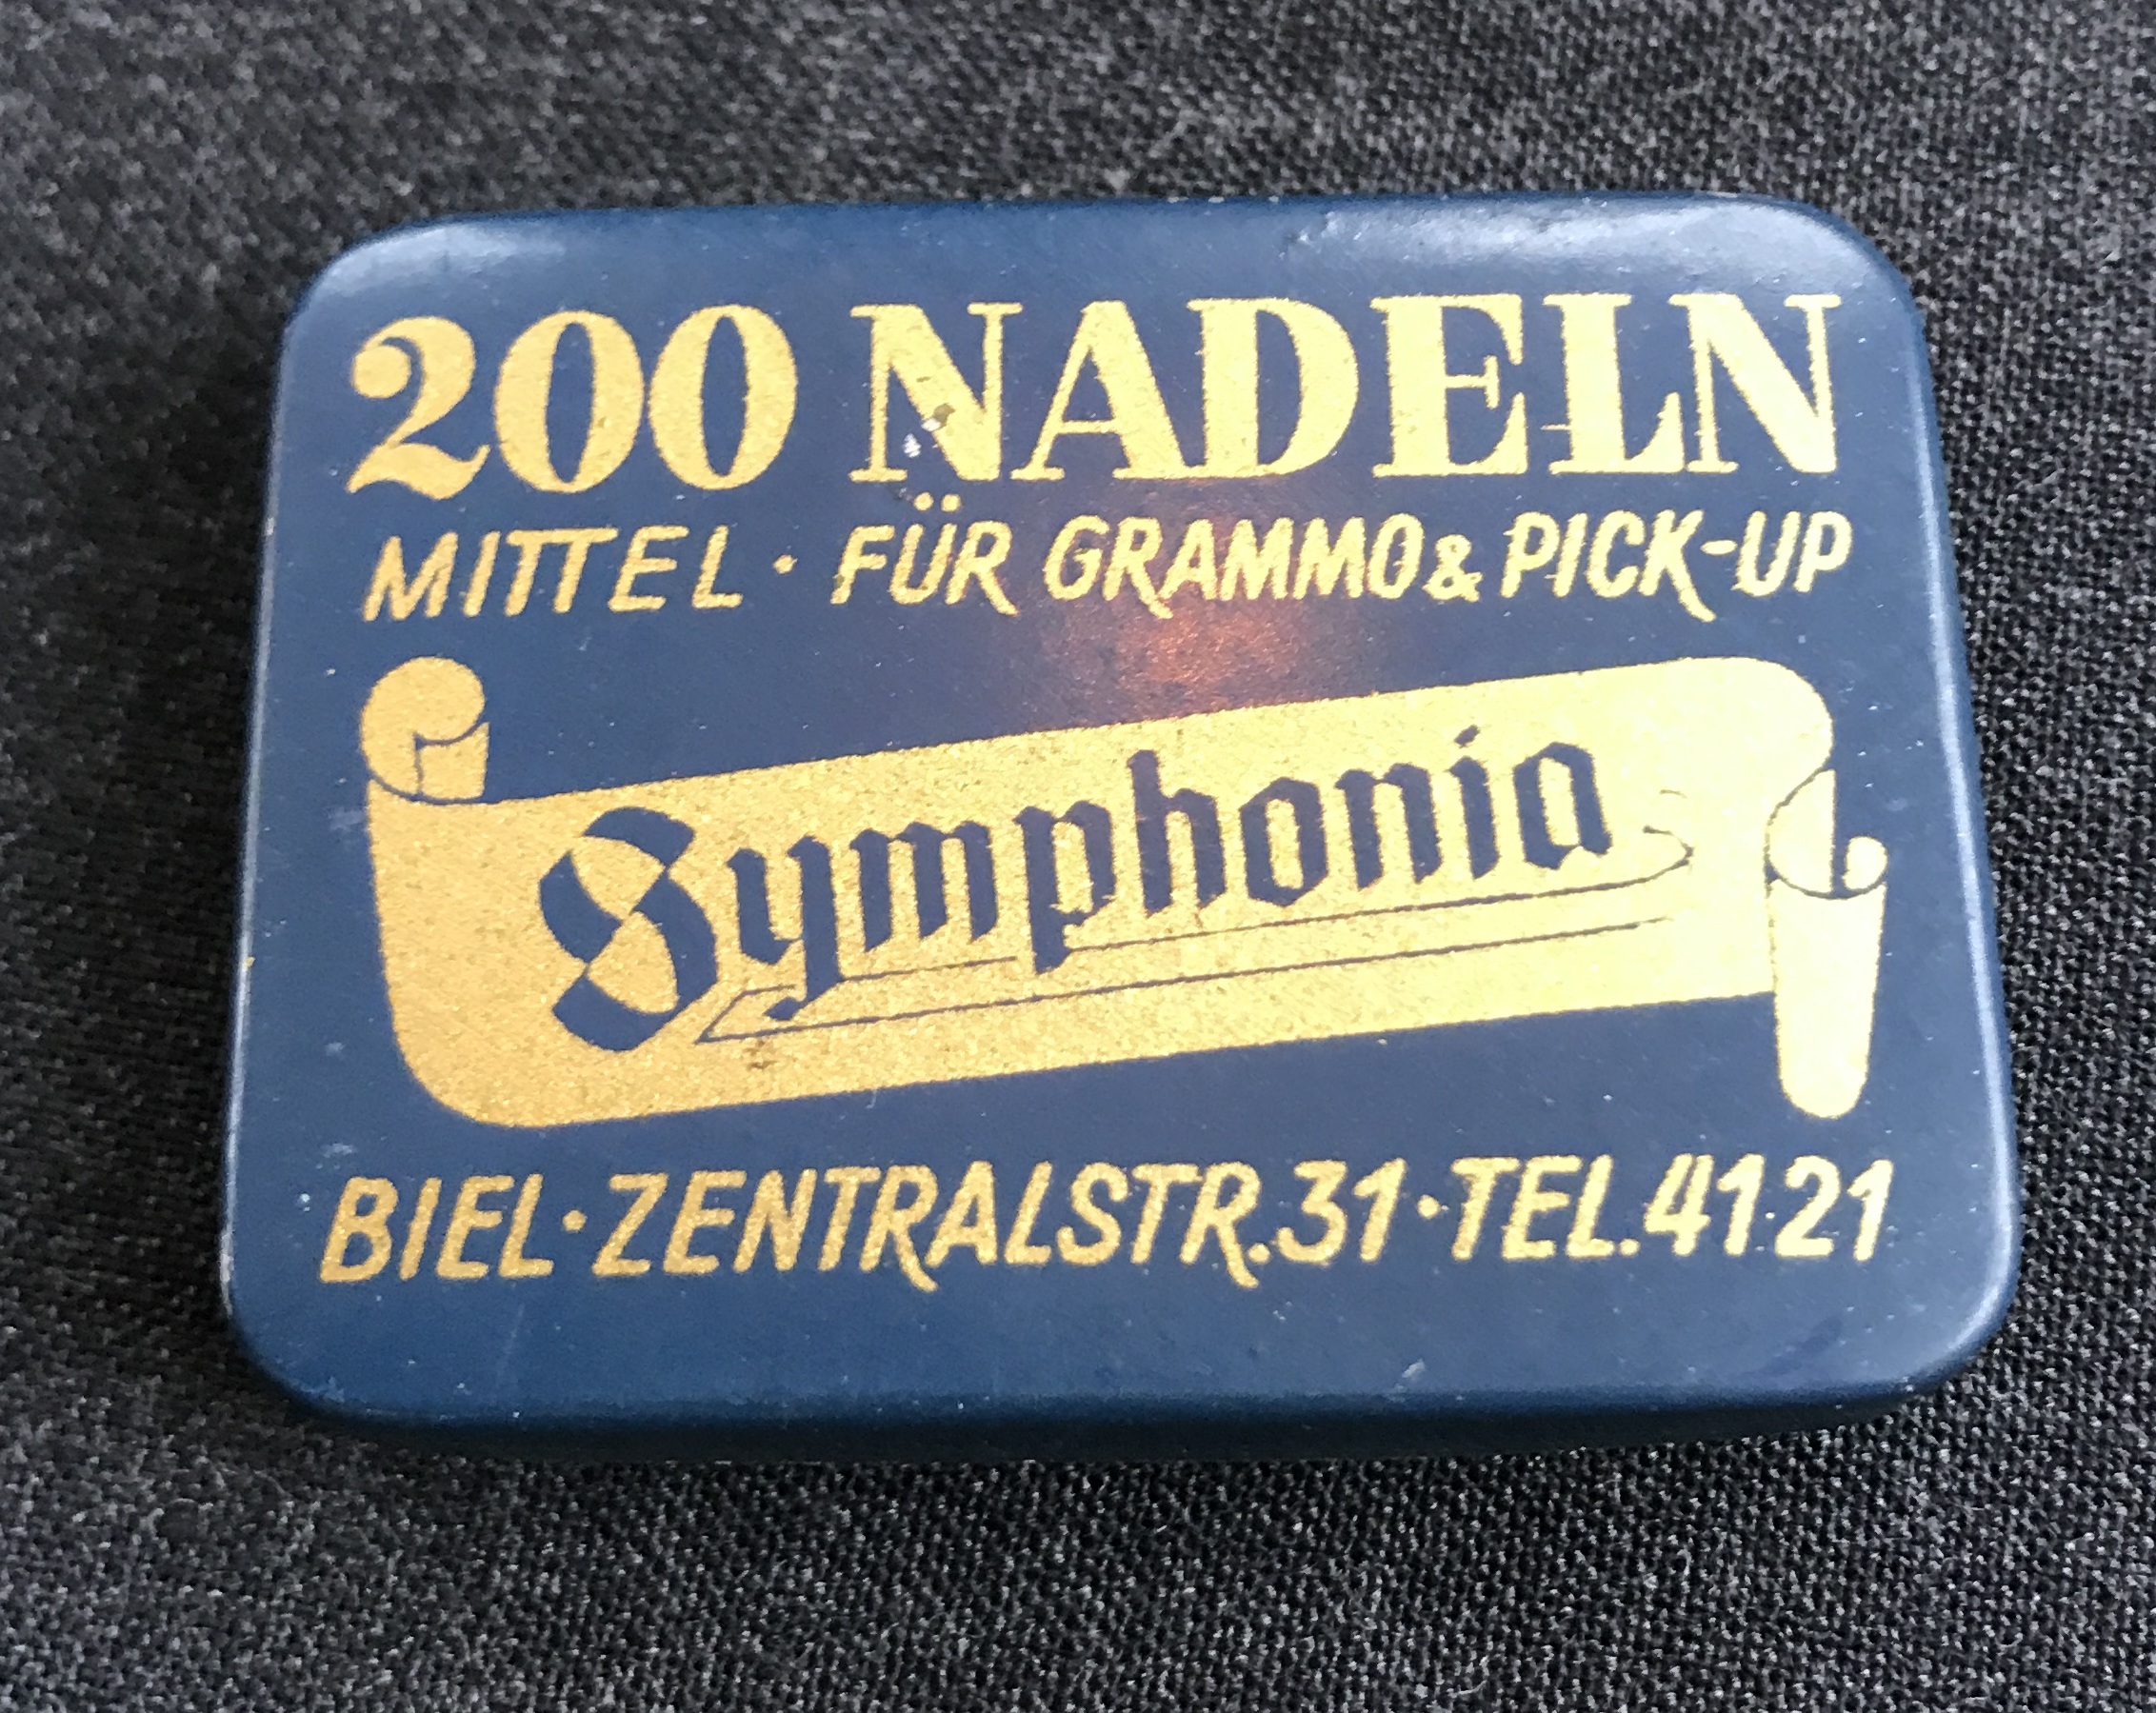 200 NADELN
MITTEL · FÜR GRAMMO & PICK-UP
Symphonia
BIEL · ZENTRALSTR. 31 · TEL. 41 21